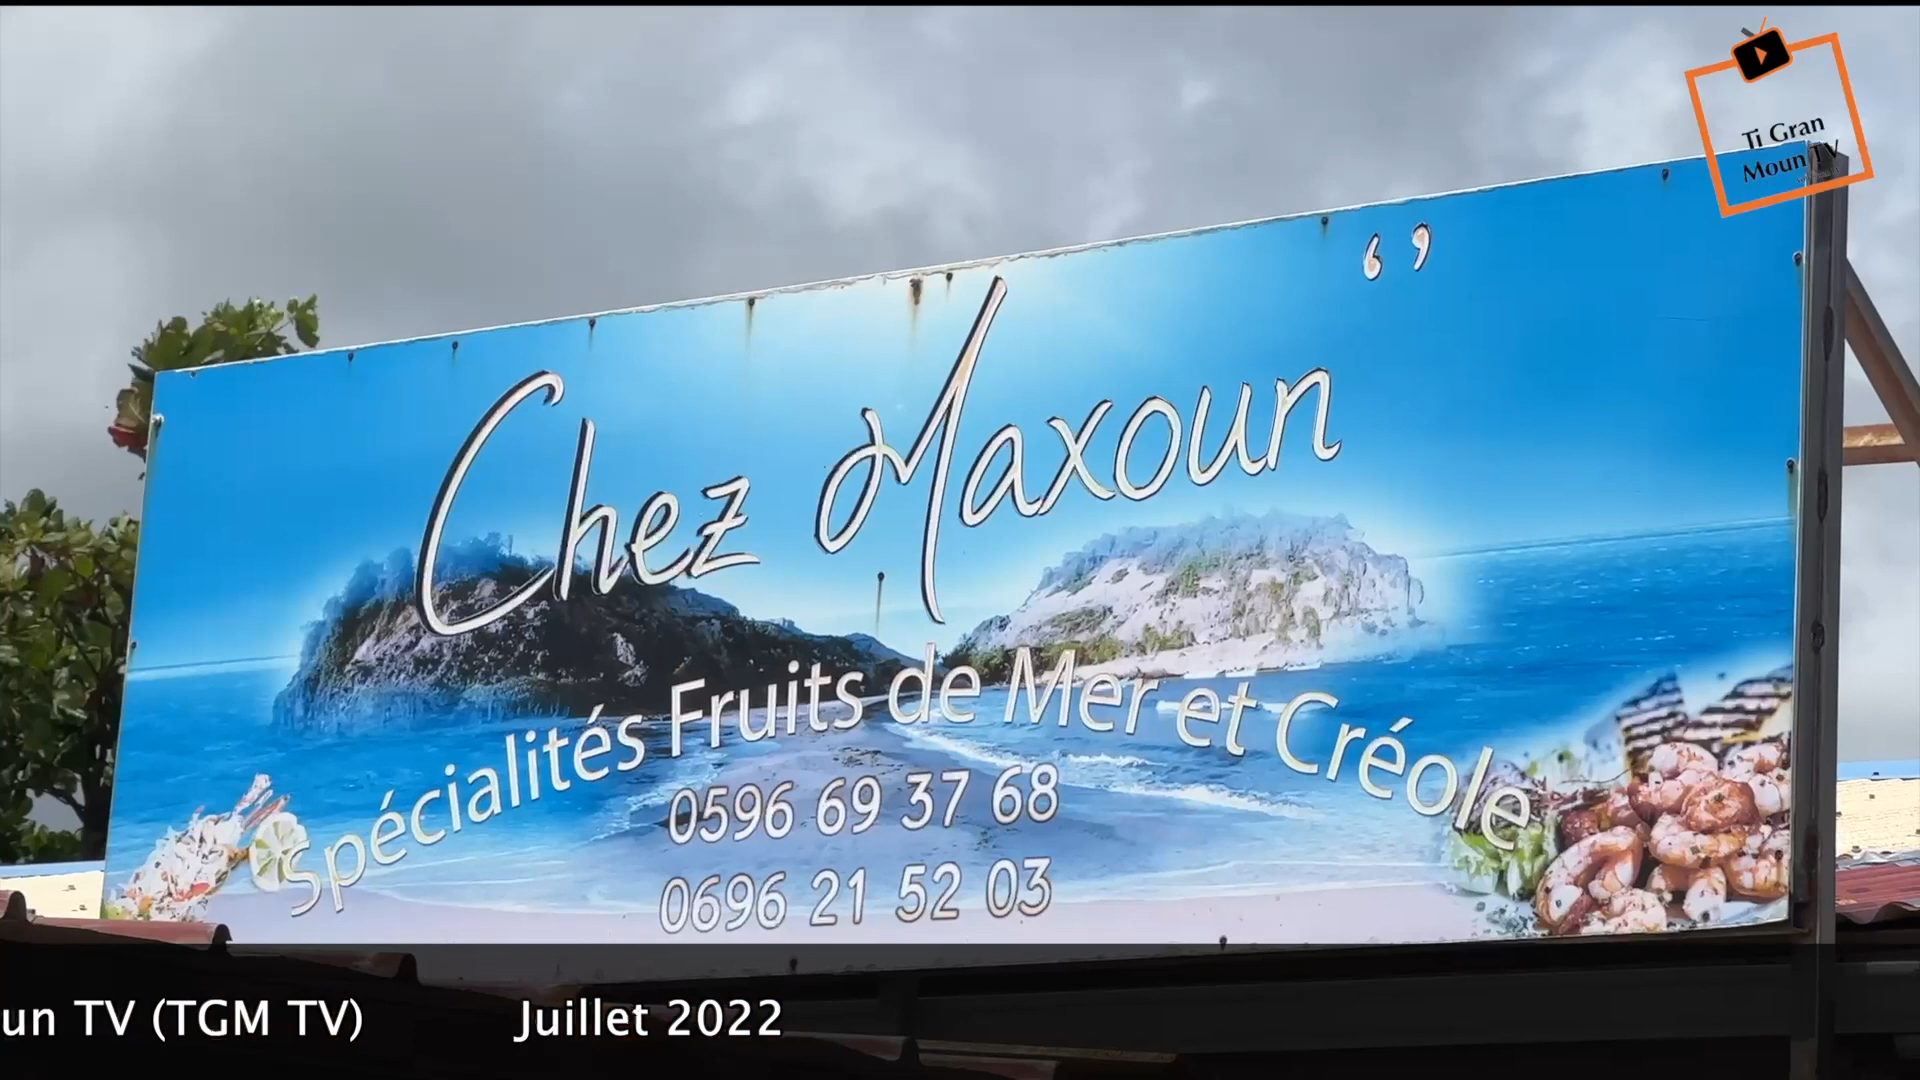 Ti Gran
Moun TV
‘ ’
Chez Maxoun
Spécialités Fruits de Mer et Créole
0596 69 37 68
0696 21 52 03
un TV (TGM TV) Juillet 2022